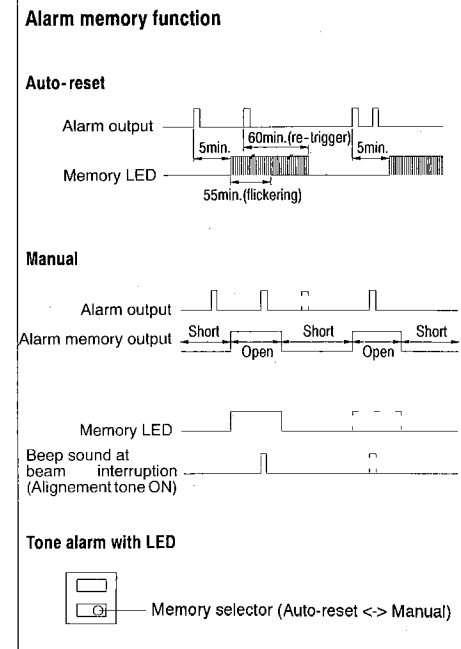 Alarm memory function
Auto-reset
Alarm output
60min.(re-trigger)
5min.
5min.
Memory LED
55min.(flickering)
Manual
Alarm output
Short
Short
Short
Alarm memory output
Open
Open
Memory LED
Beep sound at
beam interruption
(Alignement tone ON)
Tone alarm with LED
Memory selector (Auto-reset <-> Manual)